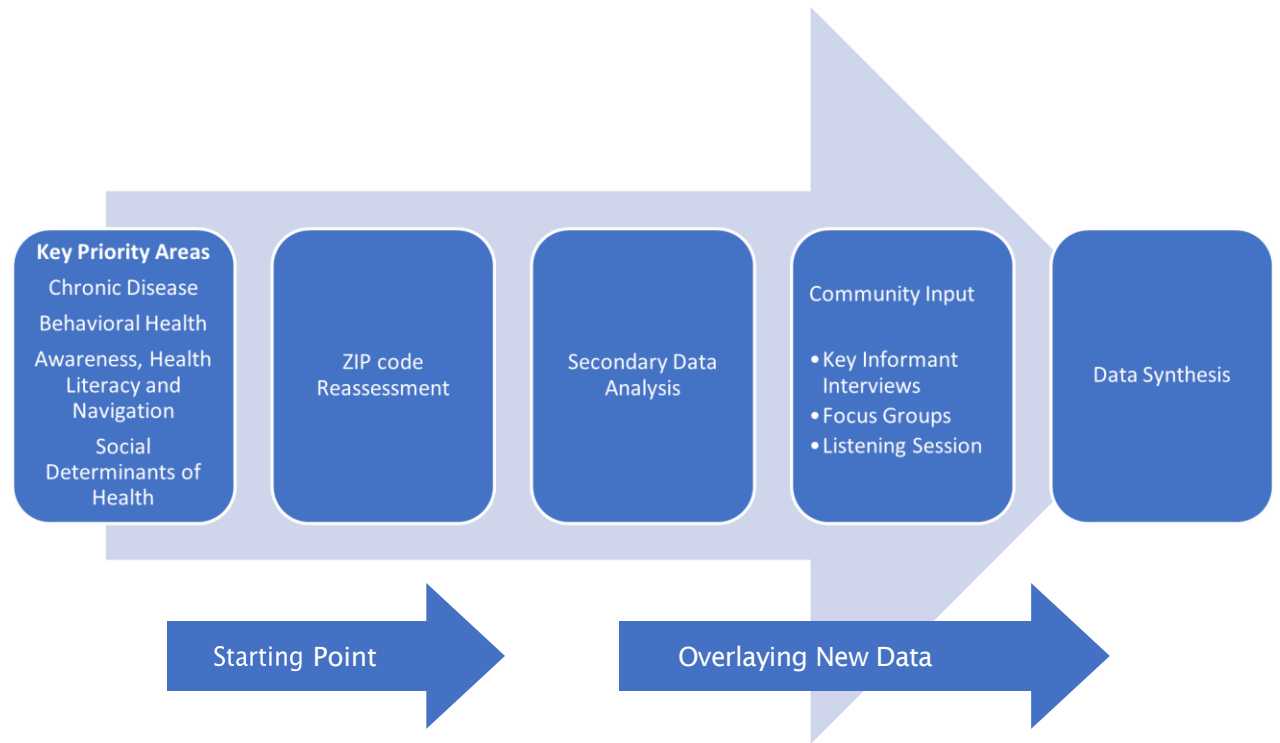 Key Priority Areas
Chronic Disease
Behavioral Health
Awareness, Health
Literacy and
Navigation
Social
Determinants of
Health
ZIP code
Reassessment
Secondary Data
Analysis
Community Input
•Key Informant
Interviews
•Focus Groups
•Listening Session
Data Synthesis
Starting Point
Overlaying New Data